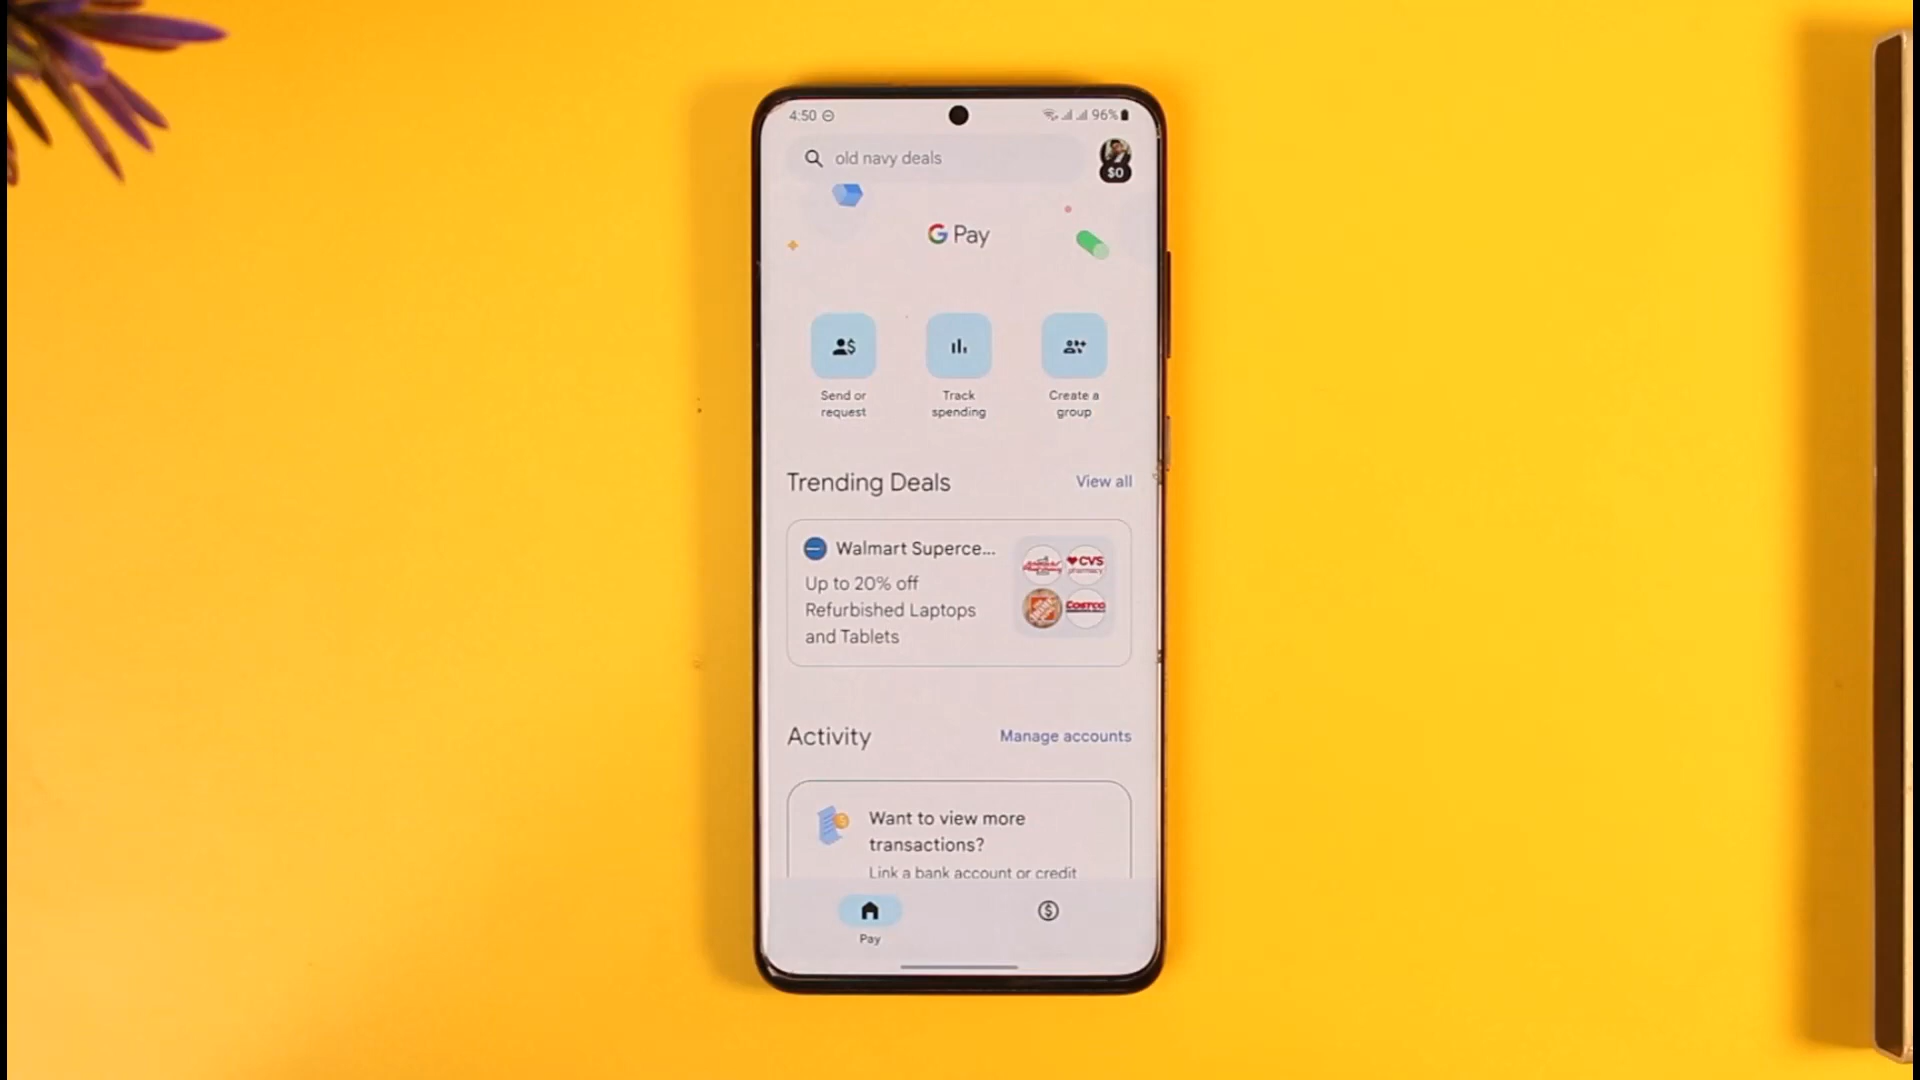 4:50
96%
old navy deals
$0
G Pay
Send or
request
Track
spending
Create a
group
Trending Deals
View all
Walmart Superce...
Up to 20% off
Refurbished Laptops
and Tablets
CVS
pharmacy
COSTCO
Activity
Manage accounts
Want to view more
transactions?
Link a bank account or credit
Pay